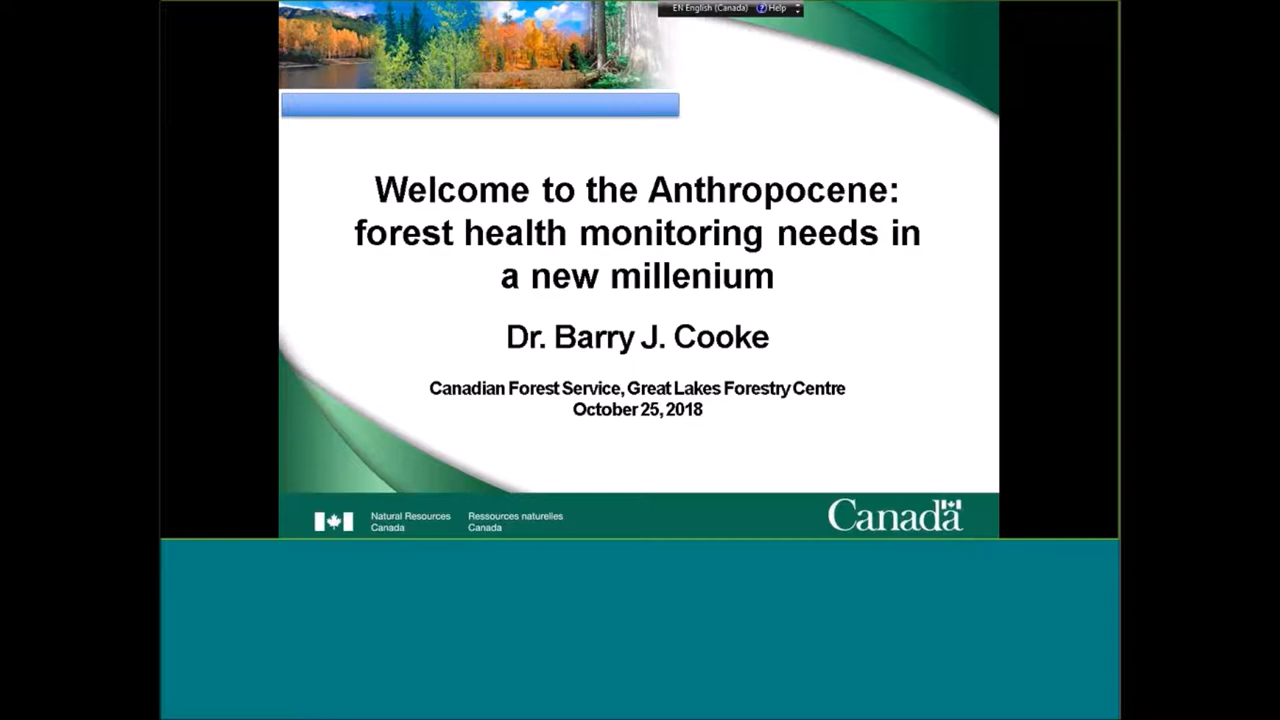 EN English (Canada) ? Help
Welcome to the Anthropocene:
forest health monitoring needs in
a new millenium
Dr. Barry J. Cooke
Canadian Forest Service, Great Lakes Forestry Centre
October 25, 2018
Natural Resources Ressources naturelles
Canada Canada
Canada